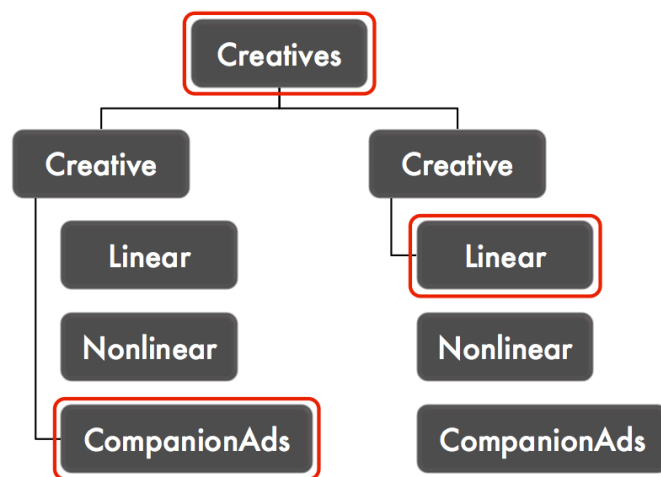 Creatives
Creative
Creative
Linear
Linear
Nonlinear
Nonlinear
CompanionAds
CompanionAds